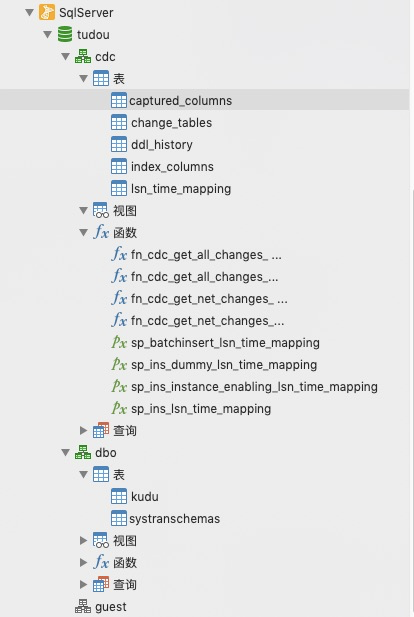 SqlServer
tudou
cdc
表
captured_columns
change_tables
ddl_history
index_columns
lsn_time_mapping
视图
函数
fn_cdc_get_all_changes_ ...
fn_cdc_get_all_changes_...
fn_cdc_get_net_changes_ ...
fn_cdc_get_net_changes_...
sp_batchinsert_lsn_time_mapping
sp_ins_dummy_lsn_time_mapping
sp_ins_instance_enabling_lsn_time_mapping
sp_ins_lsn_time_mapping
查询
dbo
表
kudu
systranschemas
视图
函数
查询
guest